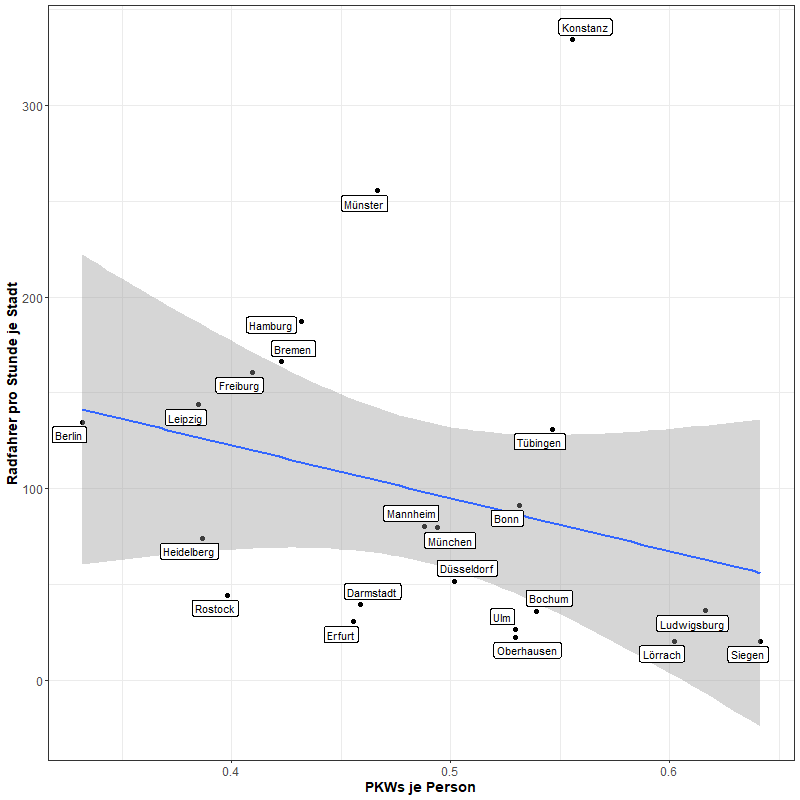 Konstanz
300
Münster
200
Hamburg
Bremen
Freiburg
Leipzig
Berlin
Tübingen
100
Mannheim
Bonn
München
Heidelberg
Düsseldorf
Darmstadt
Bochum
Rostock
Ulm
Ludwigsburg
Erfurt
Oberhausen
Lörrach
Siegen
0
0.4
0.5
0.6
PKWs je Person
Radfahrer pro Stunde je Stadt